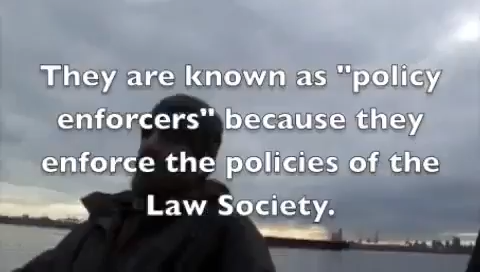 They are known as "policy
enforcers" because they
enforce the policies of the
Law Society.